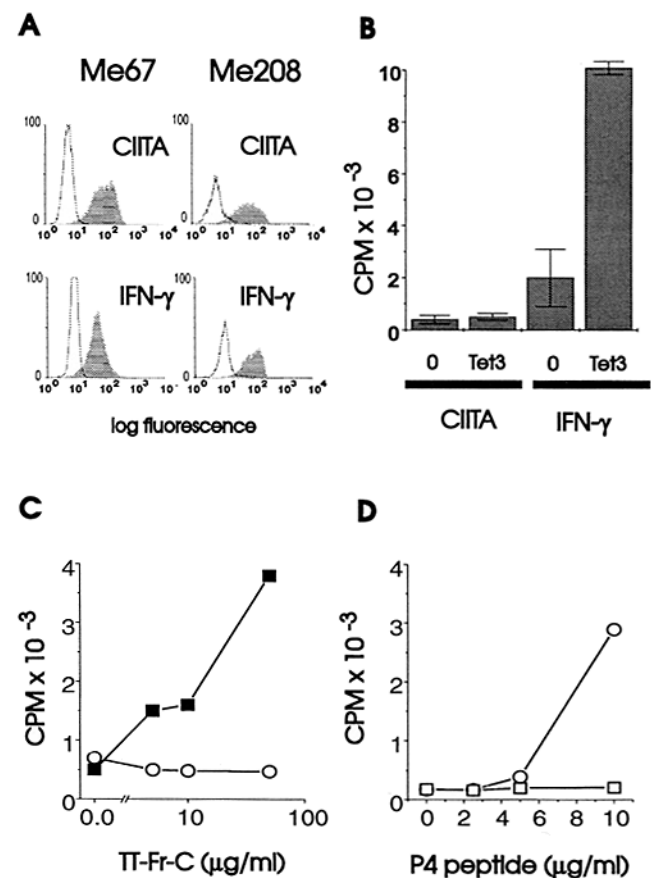 A
Me67 Me208
100 CIITA 100 CIITA
0 0
10⁰ 10¹ 10² 10³ 10⁴ 10⁰ 10¹ 10² 10³ 10⁴
100 IFN-γ 100 IFN-γ
0 0
10⁰ 10¹ 10² 10³ 10⁴ 10⁰ 10¹ 10² 10³ 10⁴
log fluorescence
B
CPM x 10⁻³
10
8
6
4
2
0
0 Tet3 0 Tet3
CIITA IFN-γ
C
CPM x 10⁻³
4
3
2
1
0
0.0 10 100
TT-Fr-C (μg/ml)
D
CPM x 10⁻³
4
3
2
1
0
0 2 4 6 8 10
P4 peptide (μg/ml)